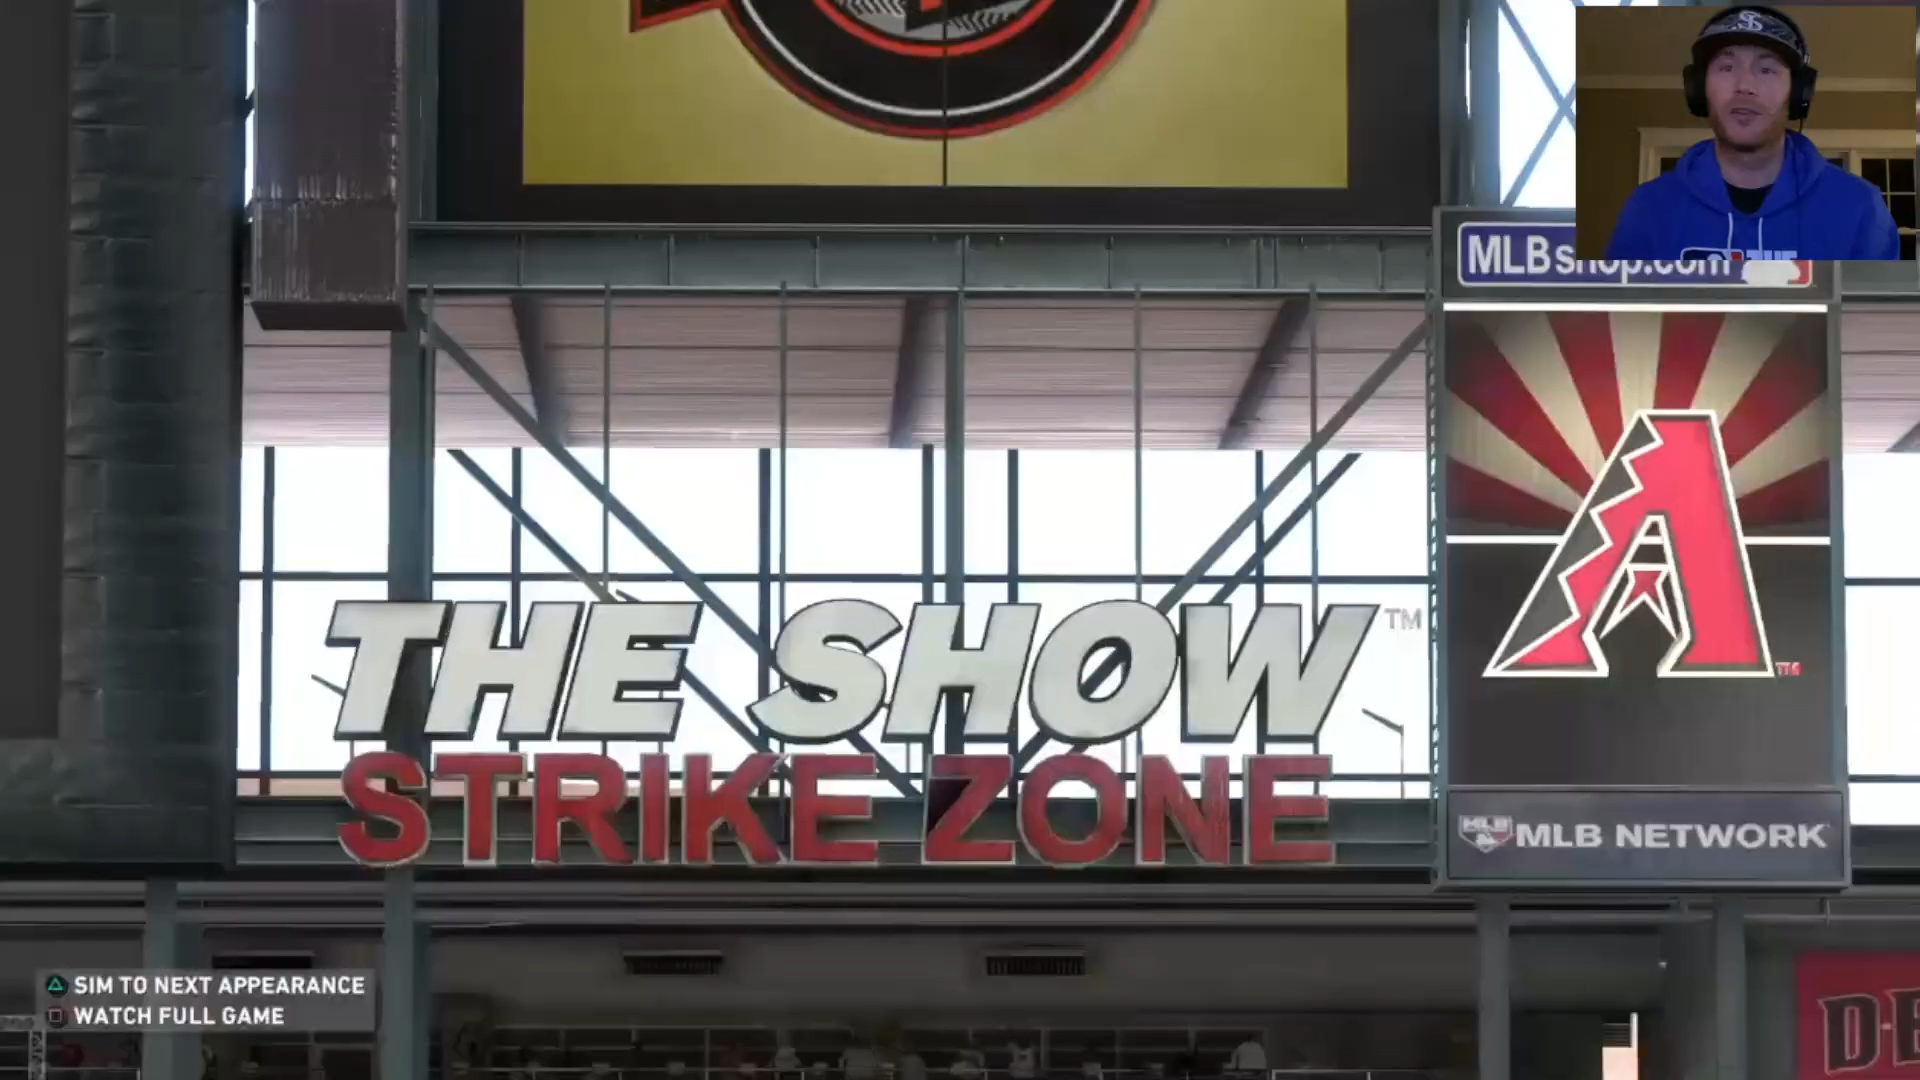 MLBshop.com
THE SHOW™
STRIKE ZONE
MLB NETWORK
SIM TO NEXT APPEARANCE
WATCH FULL GAME